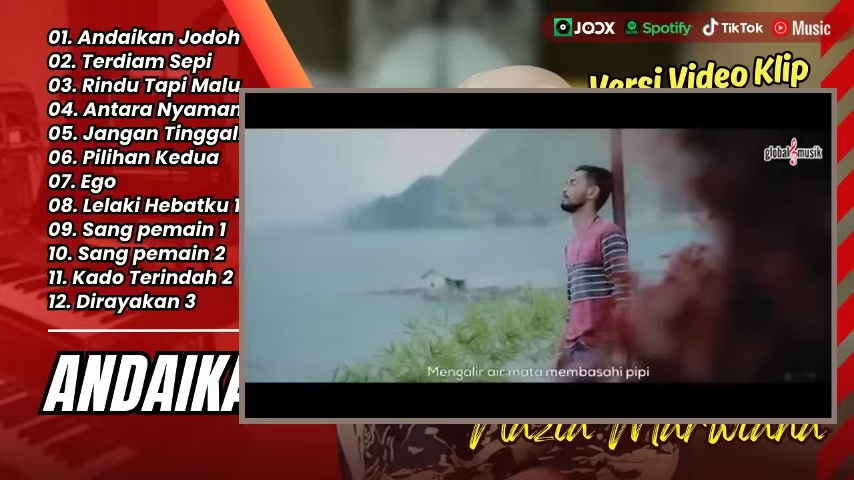 01. Andaikan Jodoh
02. Terdiam Sepi
03. Rindu Tapi Malu
04. Antara Nyaman
05. Jangan Tinggal
06. Pilihan Kedua
07. Ego
08. Lelaki Hebatku 1
09. Sang pemain 1
10. Sang pemain 2
11. Kado Terindah 2
12. Dirayakan 3
ANDAIKA
JOOX Spotify TikTok Music
Versi Video Klip
global musik
Mengalir air mata membasahi pipi
Nazia Marwiana